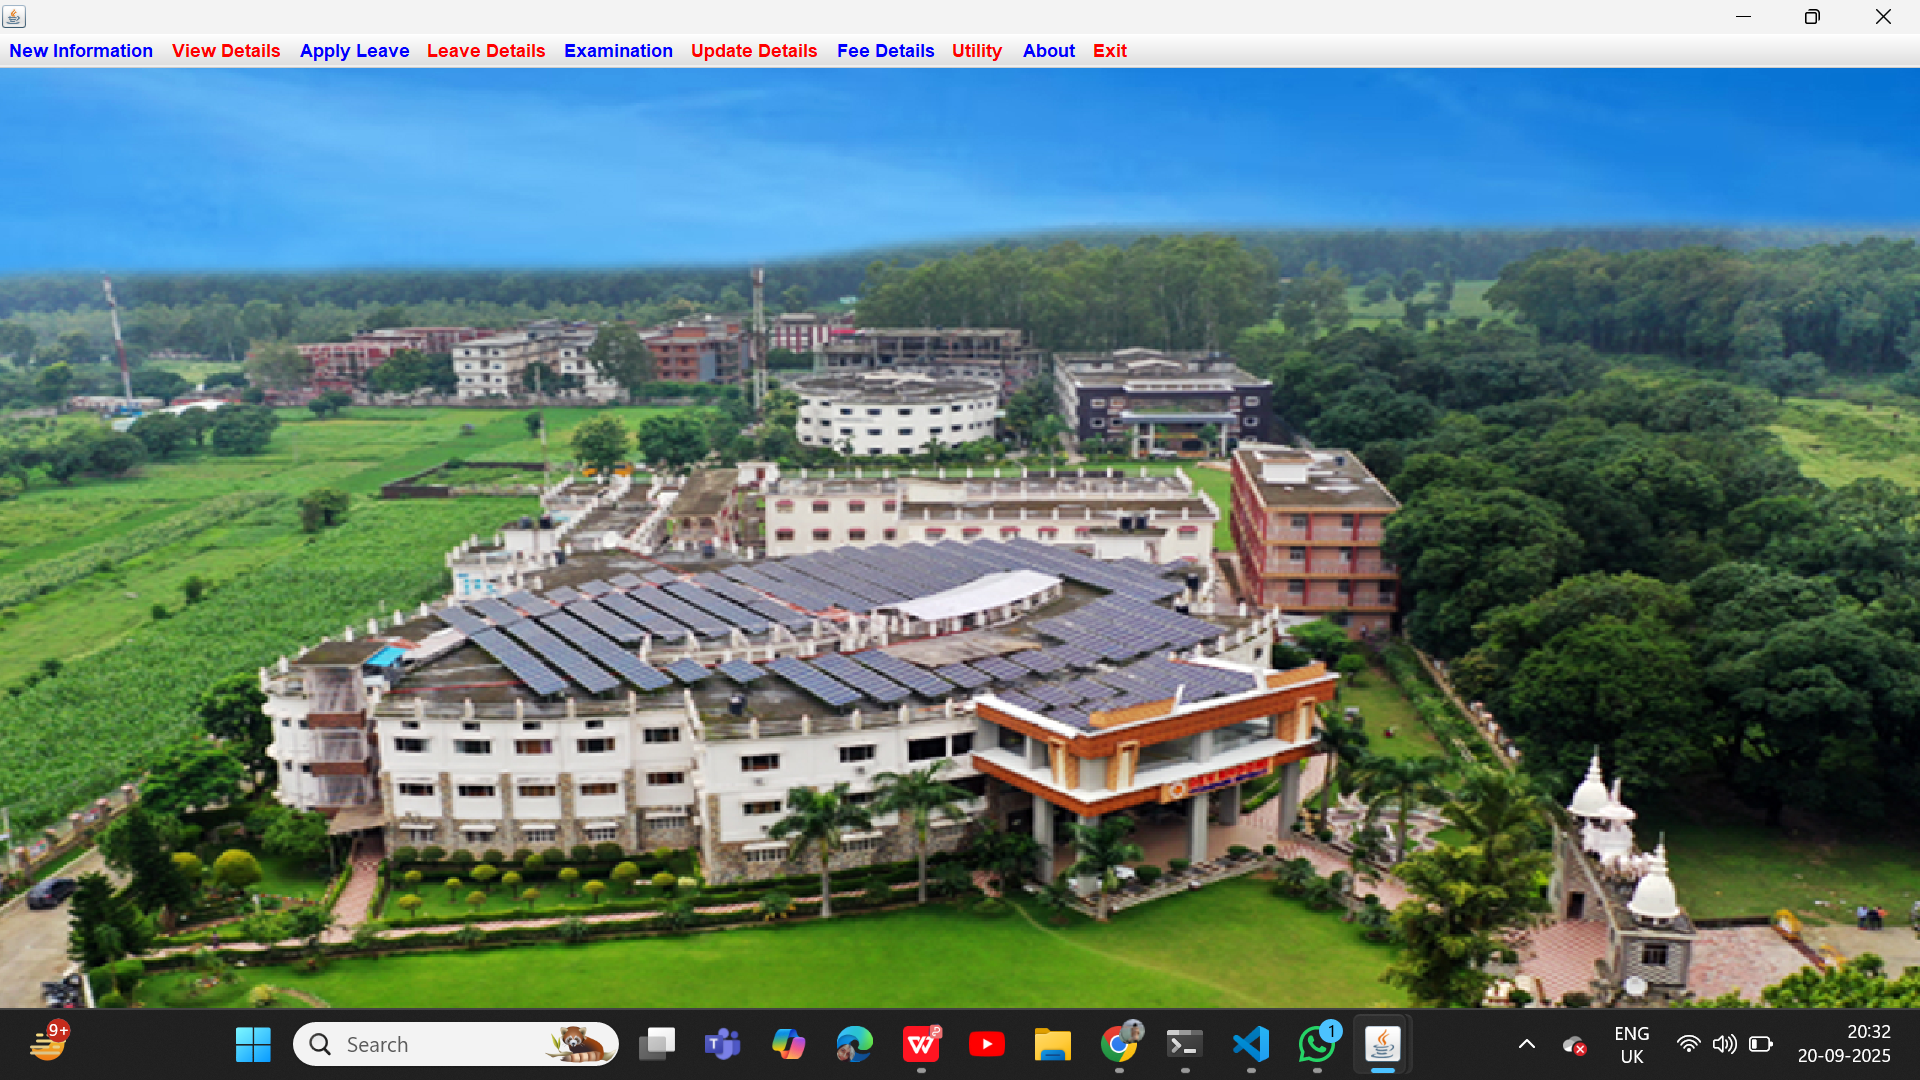 New Information View Details Apply Leave Leave Details Examination Update Details Fee Details Utility About Exit
9+
Search
1
ENG
UK
20:32
20-09-2025